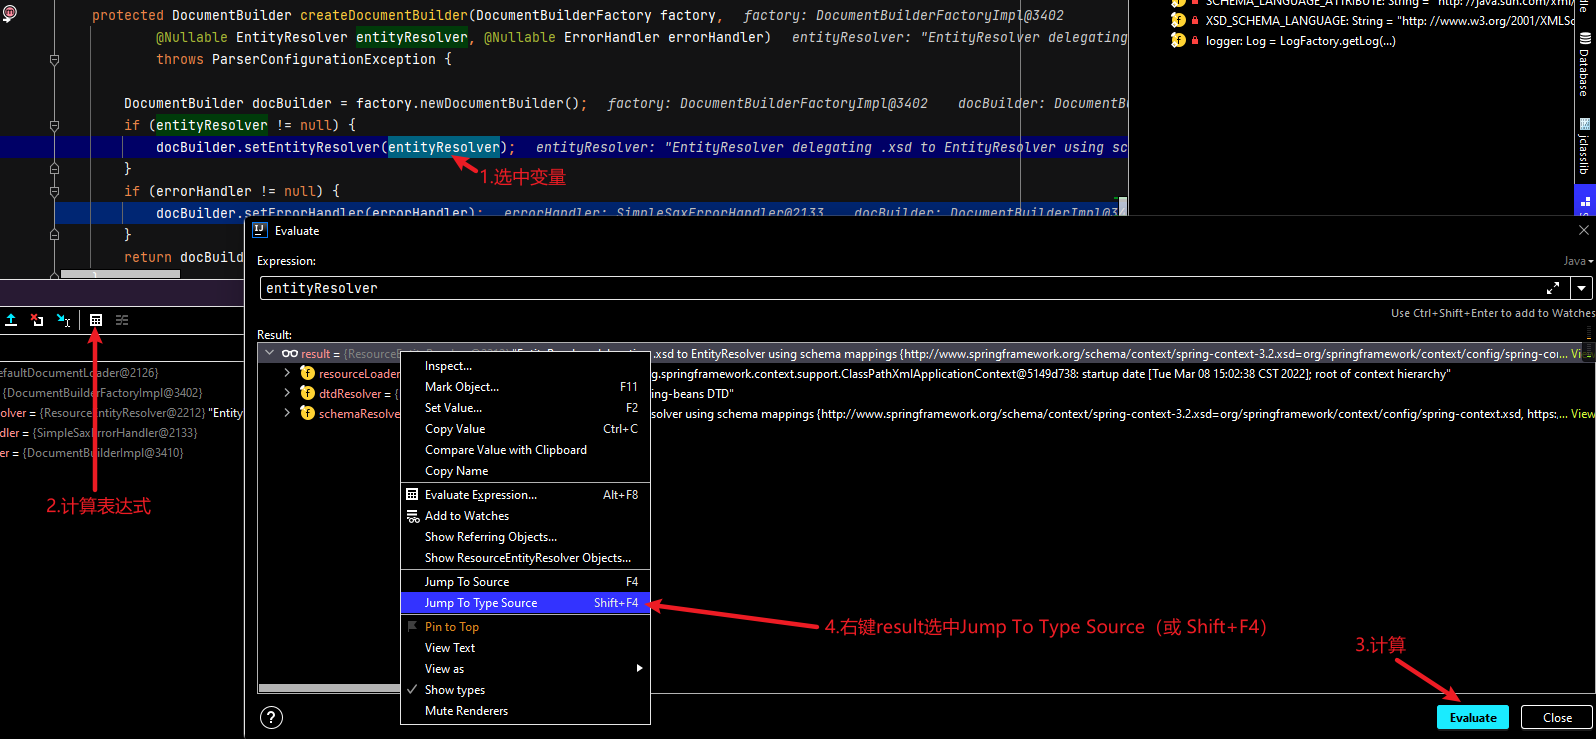 protected DocumentBuilder createDocumentBuilder(DocumentBuilderFactory factory, factory: DocumentBuilderFactoryImpl@3402
@Nullable EntityResolver entityResolver, @Nullable ErrorHandler errorHandler) entityResolver: "EntityResolver delegating
throws ParserConfigurationException {
DocumentBuilder docBuilder = factory.newDocumentBuilder(); factory: DocumentBuilderFactoryImpl@3402 docBuilder: DocumentBu
if (entityResolver != null) {
docBuilder.setEntityResolver(entityResolver); entityResolver: "EntityResolver delegating .xsd to EntityResolver using sc
1.选中变量
}
if (errorHandler != null) {
docBuilder.setErrorHandler(errorHandler); errorHandler: SimpleSaxErrorHandler@2133 docBuilder: DocumentBuilderImpl@34
}
return docBuild
SCHEMA_LANGUAGE_ATTRIBUTE: String = "http://java.sun.com/xml/
XSD_SCHEMA_LANGUAGE: String = "http://www.w3.org/2001/XMLSc
logger: Log = LogFactory.getLog(...)
Database
jclasslib
Evaluate
Expression:
Java
entityResolver
Use Ctrl+Shift+Enter to add to Watches
Result:
result = {ResourceEntityResolver@2212} "EntityResolver delegating .xsd to EntityResolver using schema mappings {http://www.springframework.org/schema/context/spring-context-3.2.xsd=org/springframework/context/config/spring-con... View
resourceLoader g.springframework.context.support.ClassPathXmlApplicationContext@5149d738: startup date [Tue Mar 08 15:02:38 CST 2022]; root of context hierarchy"
dtdResolver = { ng-beans DTD"
schemaResolve solver using schema mappings {http://www.springframework.org/schema/context/spring-context-3.2.xsd=org/springframework/context/config/spring-context.xsd, https:... View
Inspect...
Mark Object... F11
Set Value... F2
Copy Value Ctrl+C
Compare Value with Clipboard
Copy Name
Evaluate Expression... Alt+F8
Add to Watches
Show Referring Objects...
Show ResourceEntityResolver Objects...
Jump To Source F4
Jump To Type Source Shift+F4
Pin to Top
View Text
View as
Show types
Mute Renderers
efaultDocumentLoader@2126}
{DocumentBuilderFactoryImpl@3402}
solver = {ResourceEntityResolver@2212} "Entity
dler = {SimpleSaxErrorHandler@2133}
er = {DocumentBuilderImpl@3410}
2.计算表达式
4.右键result选中Jump To Type Source（或 Shift+F4）
3.计算
?
Evaluate
Close